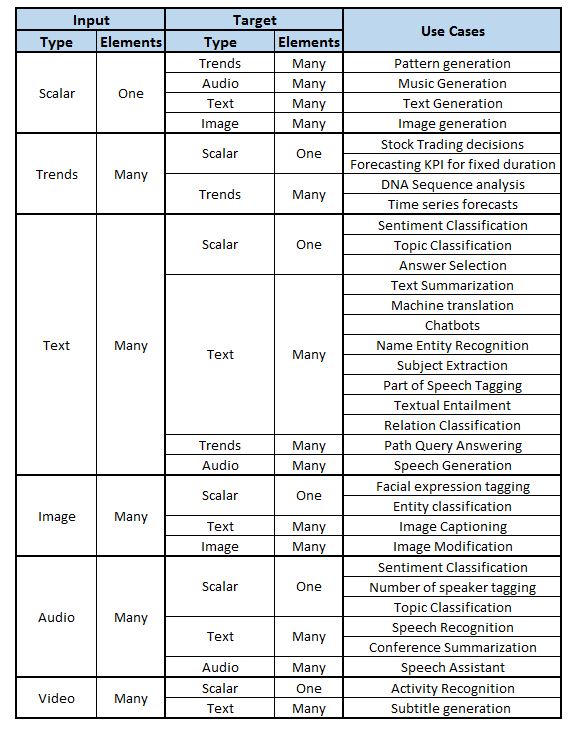 Input Target Use Cases
Type Elements Type Elements
Scalar One Trends Many Pattern generation
Audio Many Music Generation
Text Many Text Generation
Image Many Image generation
Trends Many Scalar One Stock Trading decisions
Forecasting KPI for fixed duration
Trends Many DNA Sequence analysis
Time series forecasts
Text Many Scalar One Sentiment Classification
Topic Classification
Answer Selection
Text Many Text Summarization
Machine translation
Chatbots
Name Entity Recognition
Subject Extraction
Part of Speech Tagging
Textual Entailment
Relation Classification
Trends Many Path Query Answering
Audio Many Speech Generation
Image Many Scalar One Facial expression tagging
Entity classification
Text Many Image Captioning
Image Many Image Modification
Audio Many Scalar One Sentiment Classification
Number of speaker tagging
Topic Classification
Text Many Speech Recognition
Conference Summarization
Audio Many Speech Assistant
Video Many Scalar One Activity Recognition
Text Many Subtitle generation